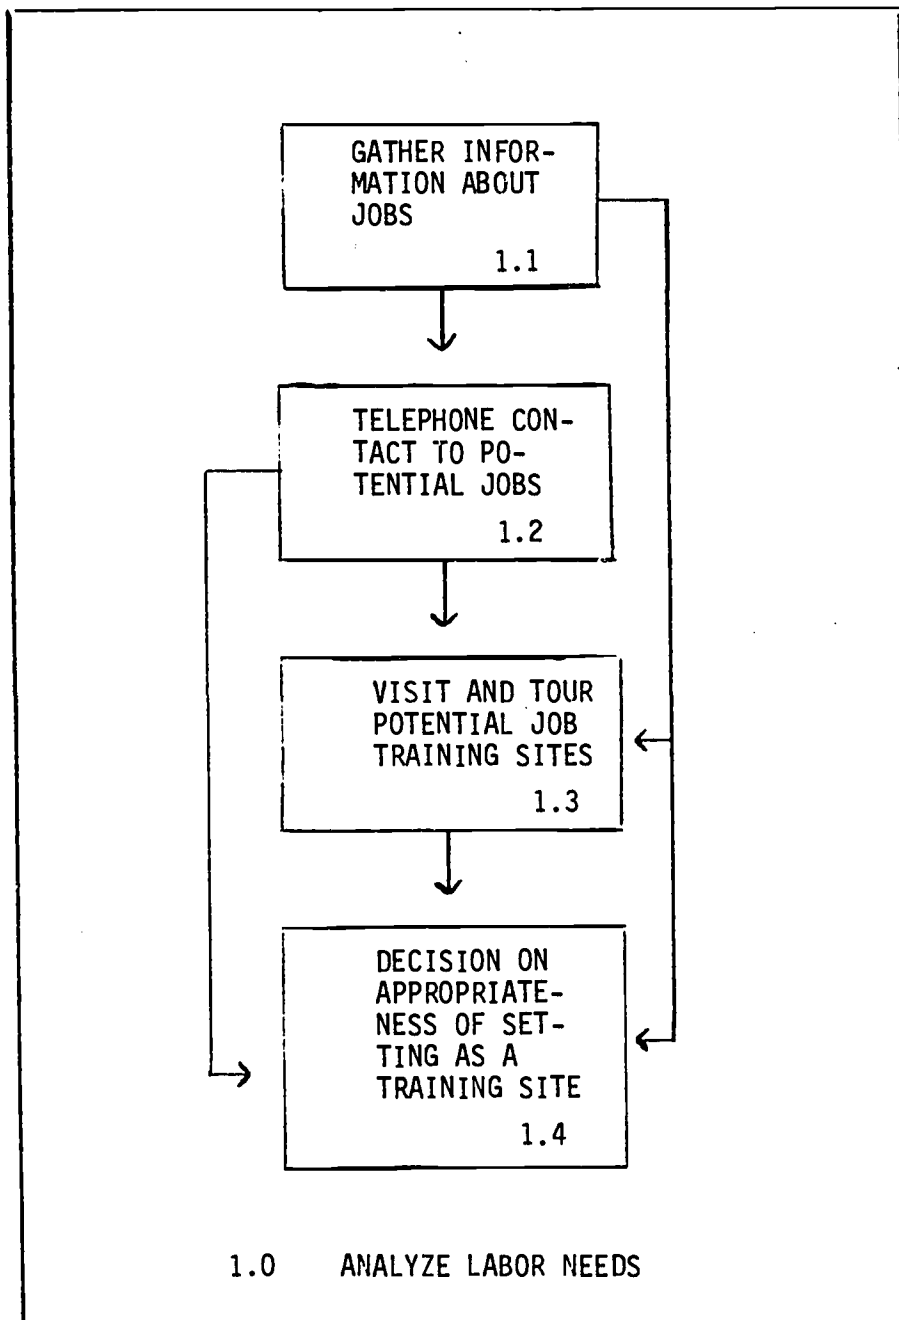 GATHER INFOR-
MATION ABOUT
JOBS
1.1
TELEPHONE CON-
TACT TO PO-
TENTIAL JOBS
1.2
VISIT AND TOUR
POTENTIAL JOB
TRAINING SITES
1.3
DECISION ON
APPROPRIATE-
NESS OF SET-
TING AS A
TRAINING SITE
1.4
1.0 ANALYZE LABOR NEEDS